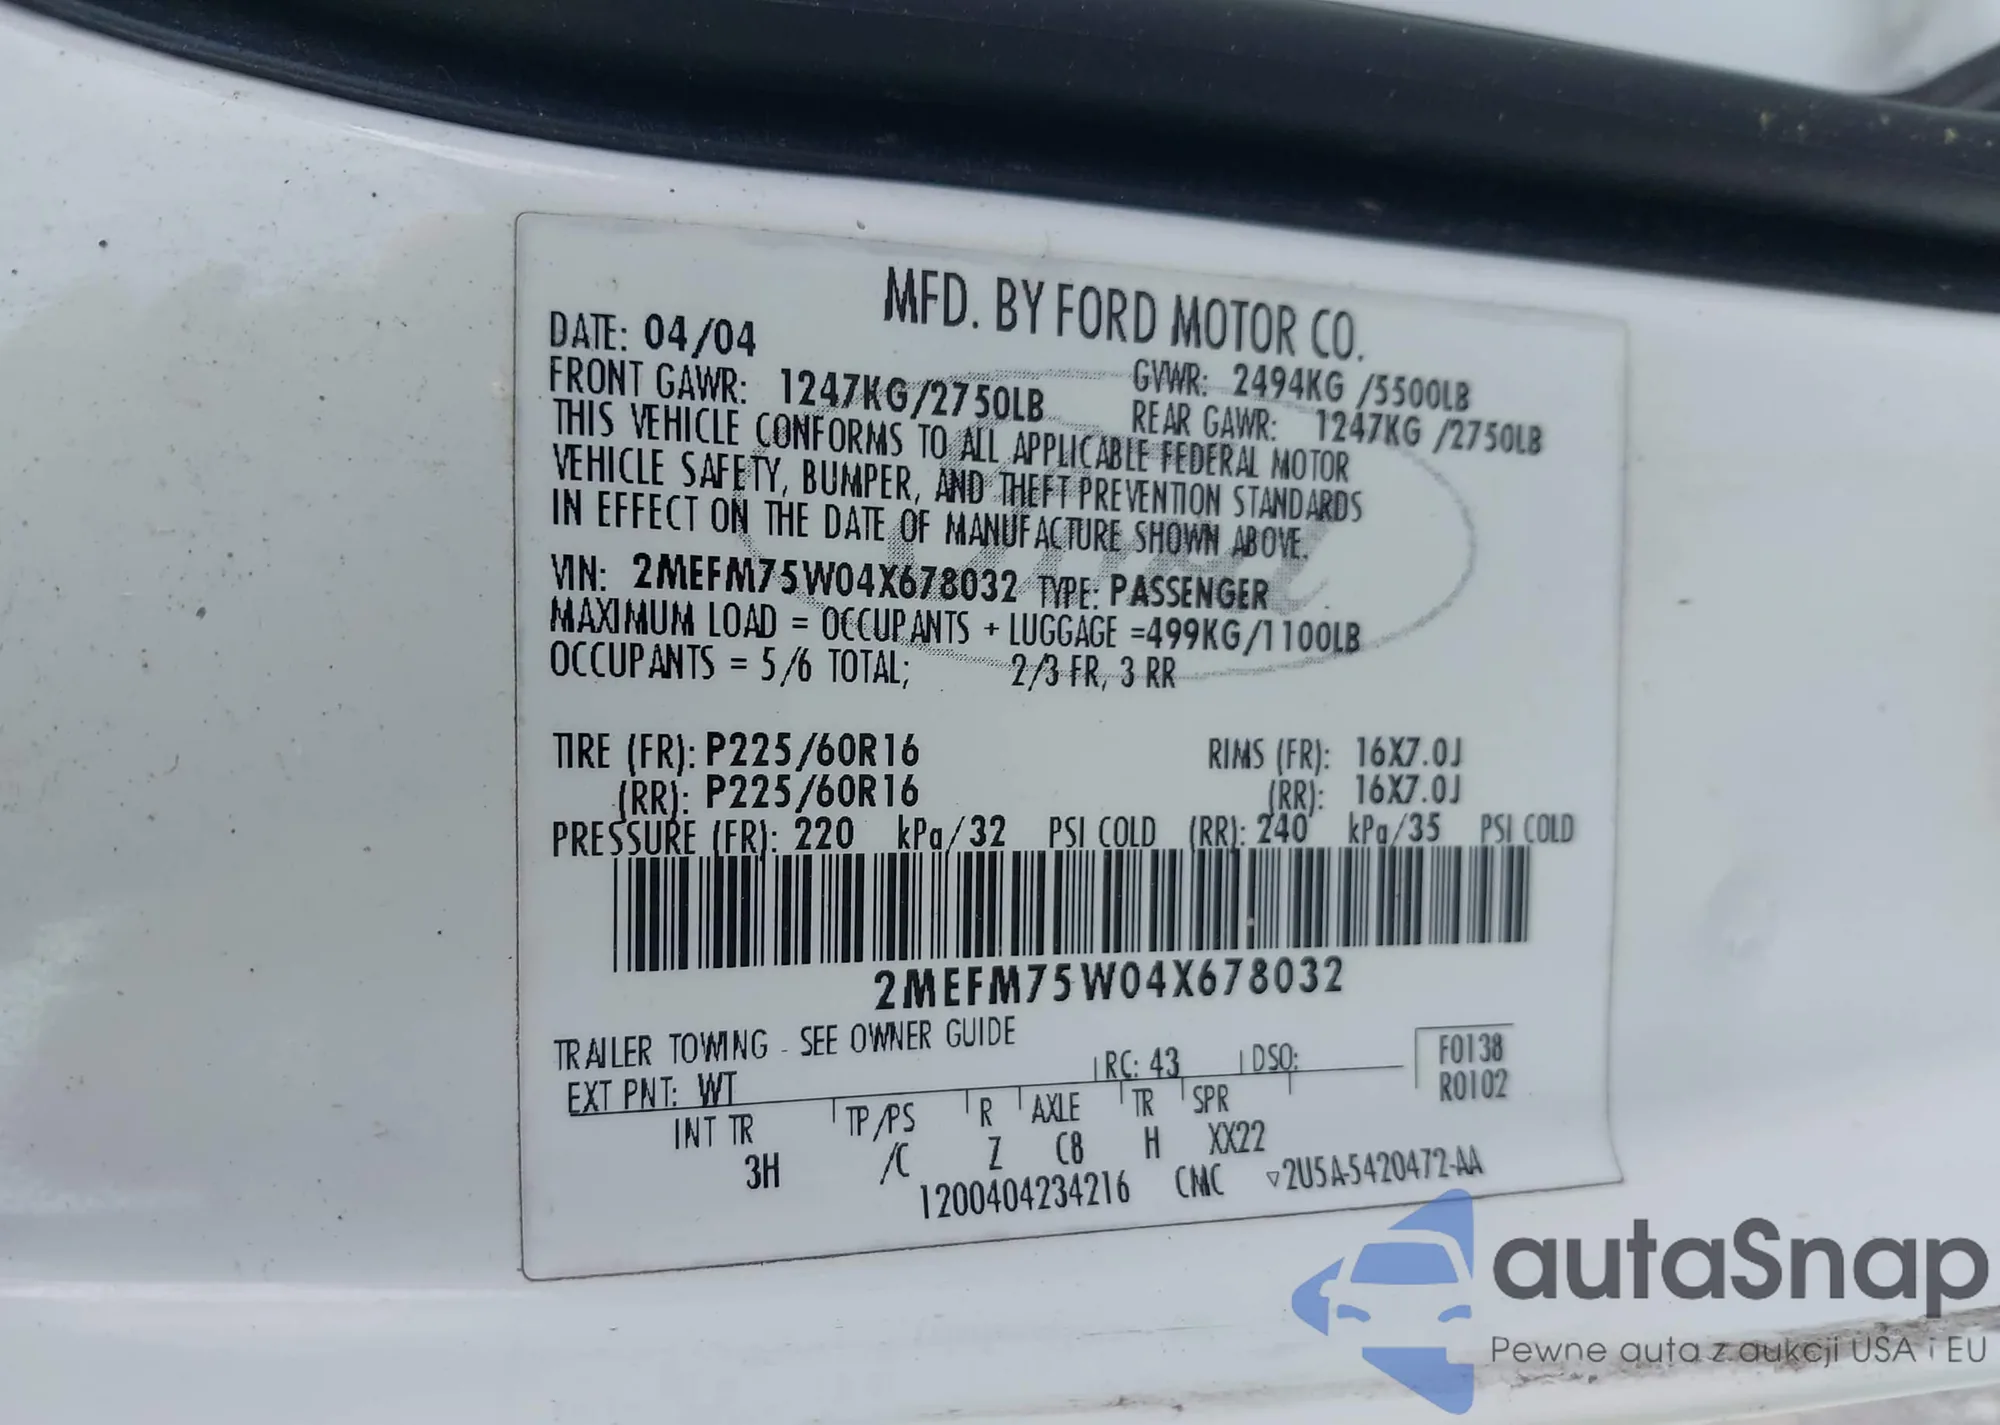 MFD. BY FORD MOTOR CO.
DATE: 04/04 GVWR: 2494KG /5500LB
FRONT GAWR: 1247KG/2750LB REAR GAWR: 1247KG /2750LB
THIS VEHICLE CONFORMS TO ALL APPLICABLE FEDERAL MOTOR
VEHICLE SAFETY, BUMPER, AND THEFT PREVENTION STANDARDS
IN EFFECT ON THE DATE OF MANUFACTURE SHOWN ABOVE.
VIN: 2MEFM75W04X678032 TYPE: PASSENGER
MAXIMUM LOAD = OCCUPANTS + LUGGAGE =499KG/1100LB
OCCUPANTS = 5/6 TOTAL; 2/3 FR, 3 RR
TIRE (FR): P225/60R16 RIMS (FR): 16X7.0J
(RR): P225/60R16 (RR): 16X7.0J
PRESSURE (FR): 220 kPa/32 PSI COLD (RR): 240 kPa/35 PSI COLD
2MEFM75W04X678032
TRAILER TOWING - SEE OWNER GUIDE
EXT PNT: WT RC: 43 DSO: F0138
R0102
INT TR TP/PS R AXLE TR SPR
3H /C Z C8 H XX22
1200404234216 CMC ▽2U5A-5420472-AA
autaSnap
Pewne auta z aukcji USA i EU